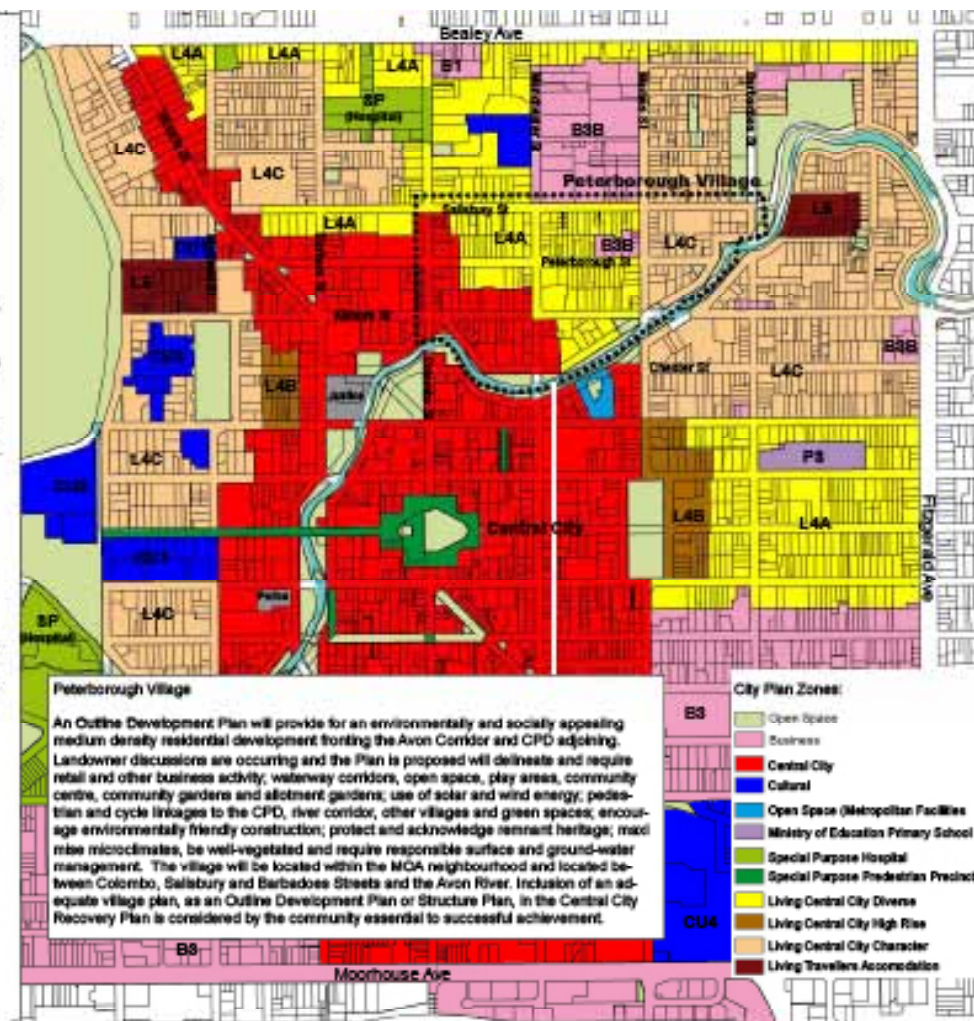 Bealey Ave
L4A
L4A
L4A
B1
SP
(Hospital)
B3B
L4C
L4C
Peterborough Village
Salisbury St
L4A
L4A
B3B
L4C
L5
Peterborough St
L5
Kilmore St
B3B
L4B
Justice
Chester St
L4C
L4C
PS
L4B
L4A
Central City
Fitzgerald Ave
Police
L4C
SP
(Hospital)
B3
Peterborough Village
An Outline Development Plan will provide for an environmentally and socially appealing
medium density residential development fronting the Avon Corridor and CPD adjoining.
Landowner discussions are occurring and the Plan is proposed will delineate and require
retail and other business activity; waterway corridors, open space, play areas, community
centre, community gardens and allotment gardens; use of solar and wind energy; pedes-
trian and cycle linkages to the CPD, river corridor, other villages and green spaces; encour-
age environmentally friendly construction; protect and acknowledge remnant heritage; maxi
mise microclimates, be well-vegetated and require responsible surface and ground-water
management. The village will be located within the MOA neighbourhood and located be-
tween Colombo, Salisbury and Barbadoes Streets and the Avon River. Inclusion of an ad-
equate village plan, as an Outline Development Plan or Structure Plan, in the Central City
Recovery Plan is considered by the community essential to successful achievement.
City Plan Zones:
Open Space
Business
Central City
Cultural
Open Space (Metropolitan Facilities
Ministry of Education Primary School
Special Purpose Hospital
Special Purpose Predestrian Precinct
Living Central City Diverse
Living Central City High Rise
Living Central City Character
Living Travellers Accomodation
CU4
B3
Moorhouse Ave